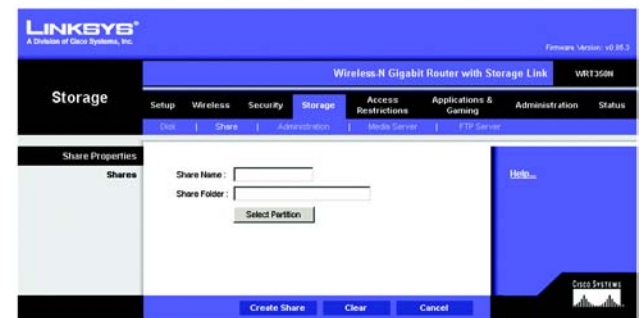 LINKSYS®
A Division of Cisco Systems, Inc.
Firmware Version: v0.05.3
Wireless-N Gigabit Router with Storage Link WRT350N
Storage
Setup Wireless Security Storage Access Restrictions Applications & Gaming Administration Status
Disk | Share | Administration | Media Server | FTP Server
Share Properties
Shares
Share Name :
Share Folder :
Select Partition
Help...
CISCO SYSTEMS
Create Share Clear Cancel